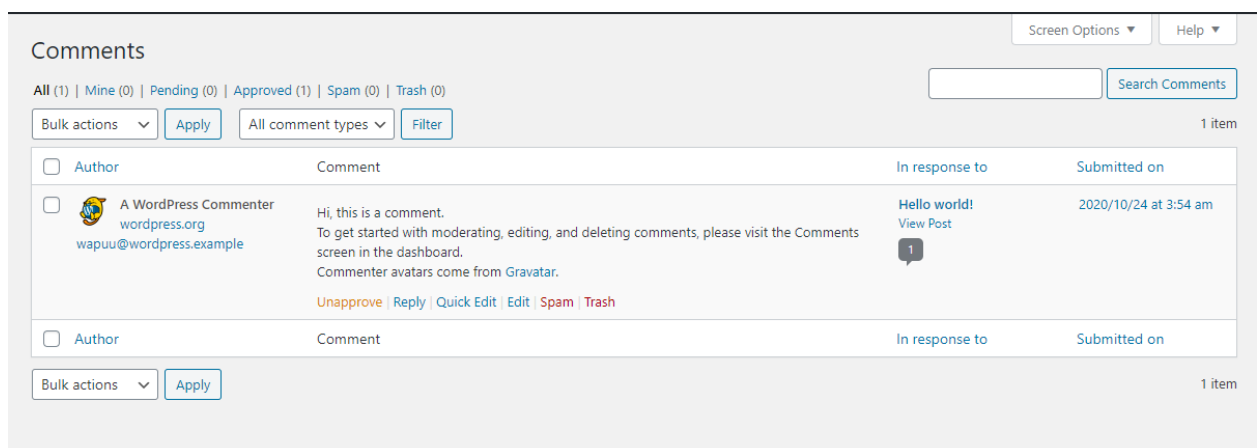 Screen Options ▼ Help ▼
Comments
All (1) | Mine (0) | Pending (0) | Approved (1) | Spam (0) | Trash (0)
Search Comments
Bulk actions Apply All comment types Filter 1 item
Author Comment In response to Submitted on
A WordPress Commenter
wordpress.org
wapuu@wordpress.example
Hi, this is a comment.
To get started with moderating, editing, and deleting comments, please visit the Comments
screen in the dashboard.
Commenter avatars come from Gravatar.
Unapprove | Reply | Quick Edit | Edit | Spam | Trash
Hello world!
View Post
1
2020/10/24 at 3:54 am
Author Comment In response to Submitted on
Bulk actions Apply 1 item